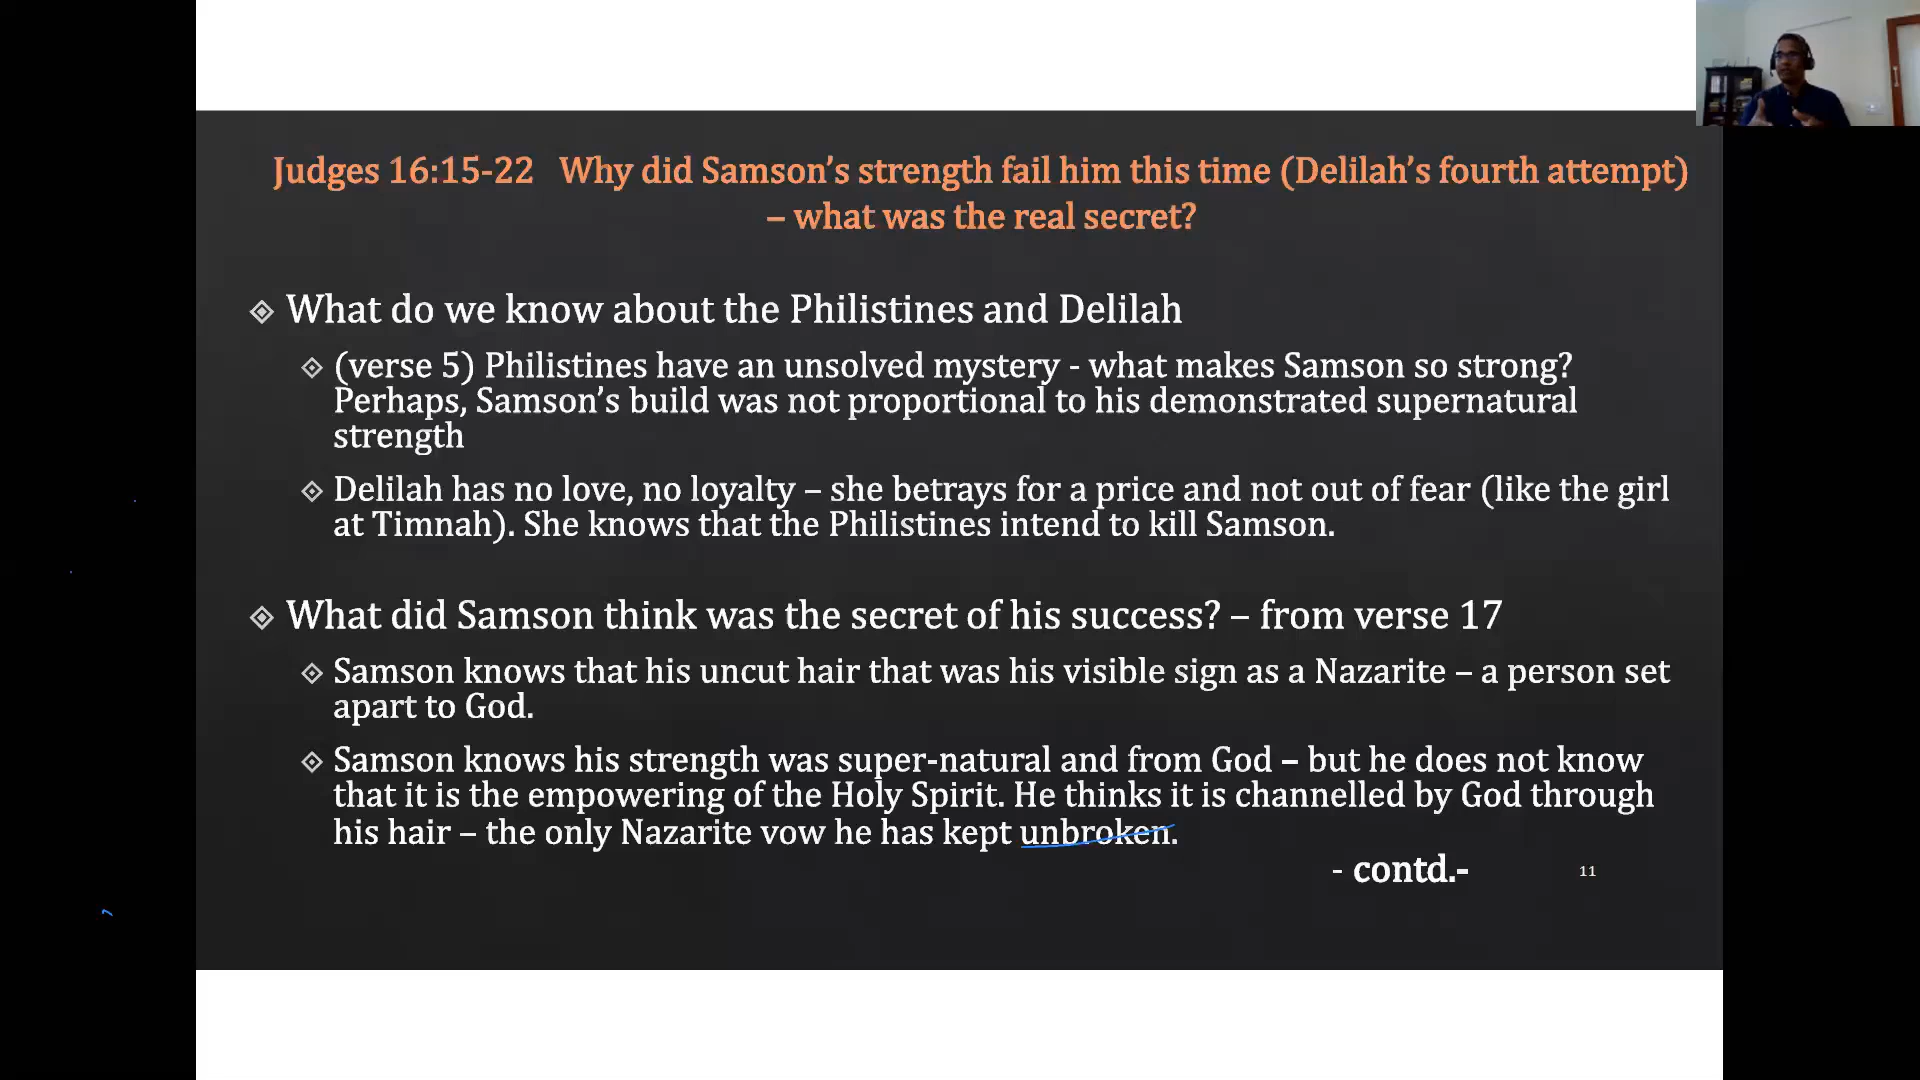 Judges 16:15-22   Why did Samson’s strength fail him this time (Delilah’s fourth attempt)
– what was the real secret?
What do we know about the Philistines and Delilah
(verse 5) Philistines have an unsolved mystery - what makes Samson so strong?
Perhaps, Samson’s build was not proportional to his demonstrated supernatural
strength
Delilah has no love, no loyalty – she betrays for a price and not out of fear (like the girl
at Timnah). She knows that the Philistines intend to kill Samson.
What did Samson think was the secret of his success? – from verse 17
Samson knows that his uncut hair that was his visible sign as a Nazarite – a person set
apart to God.
Samson knows his strength was super-natural and from God – but he does not know
that it is the empowering of the Holy Spirit. He thinks it is channelled by God through
his hair – the only Nazarite vow he has kept unbroken.
- contd.-
11